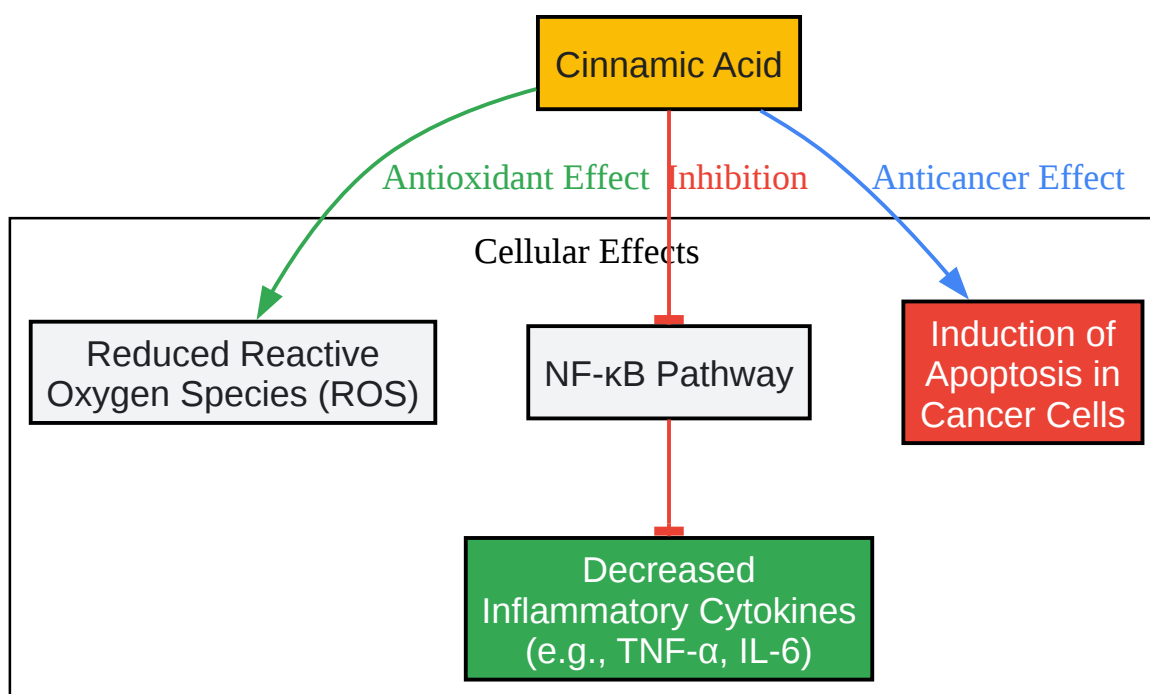 Cinnamic Acid
Antioxidant Effect
Inhibition
Anticancer Effect
Cellular Effects
Reduced Reactive
Oxygen Species (ROS)
NF-κB Pathway
Induction of
Apoptosis in
Cancer Cells
Decreased
Inflammatory Cytokines
(e.g., TNF-α, IL-6)